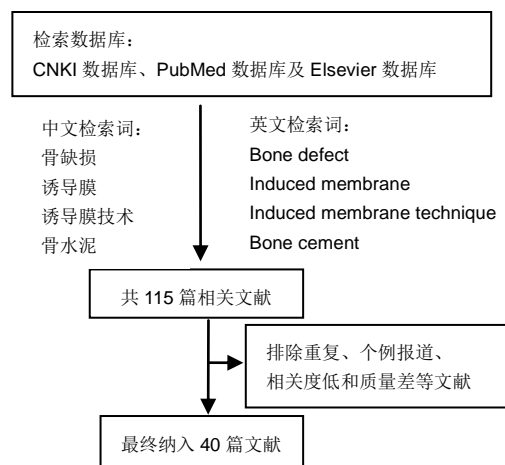 检索数据库：
CNKI 数据库、PubMed 数据库及 Elsevier 数据库
中文检索词：
骨缺损
诱导膜
诱导膜技术
骨水泥
英文检索词：
Bone defect
Induced membrane
Induced membrane technique
Bone cement
共 115 篇相关文献
排除重复、个例报道、
相关度低和质量差等文献
最终纳入 40 篇文献